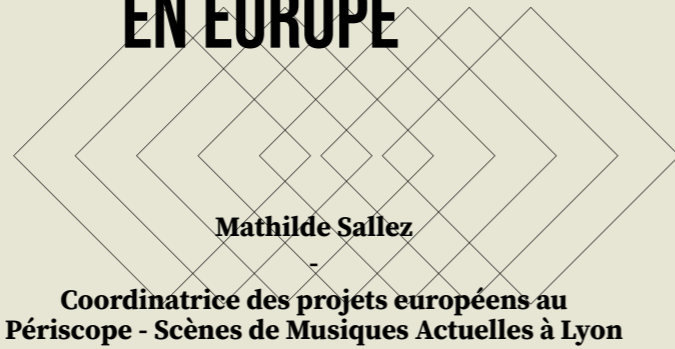 EN EUROPE
Mathilde Sallez
-
Coordinatrice des projets européens au
Périscope - Scènes de Musiques Actuelles à Lyon